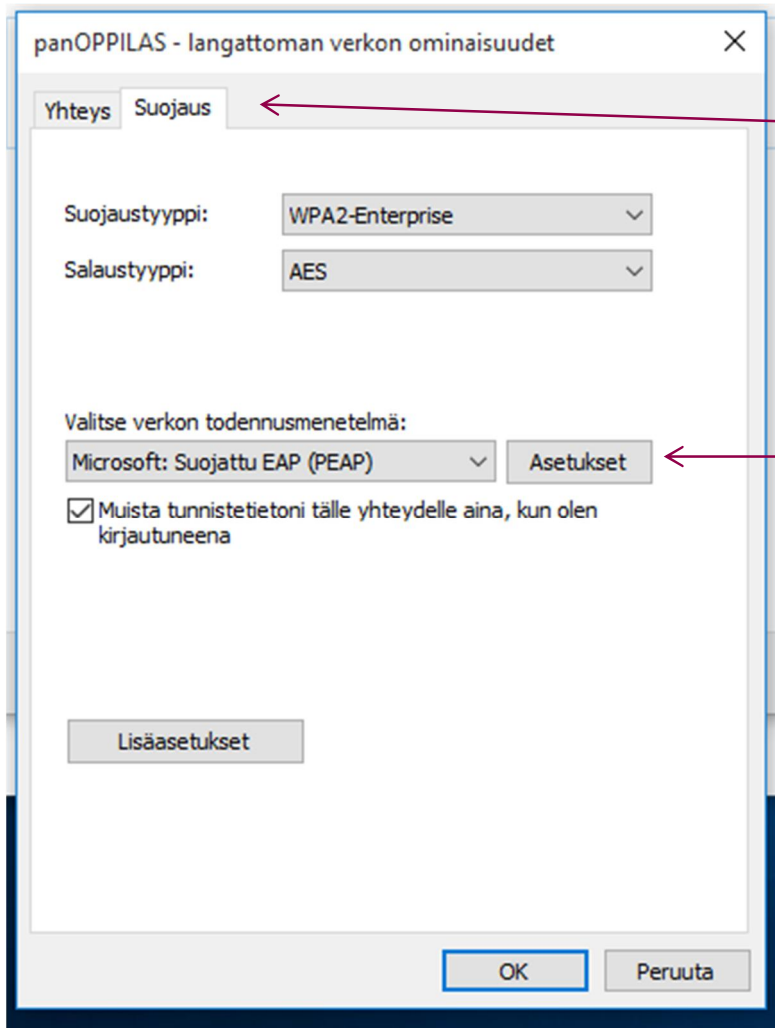 panOPPILAS - langattoman verkon ominaisuudet
Yhteys Suojaus
Suojaustyyppi: WPA2-Enterprise
Salaustyyppi: AES
Valitse verkon todennusmenetelmä:
Microsoft: Suojattu EAP (PEAP) Asetukset
Muista tunnistetietoni tälle yhteydelle aina, kun olen
kirjautuneena
Lisäasetukset
OK Peruuta